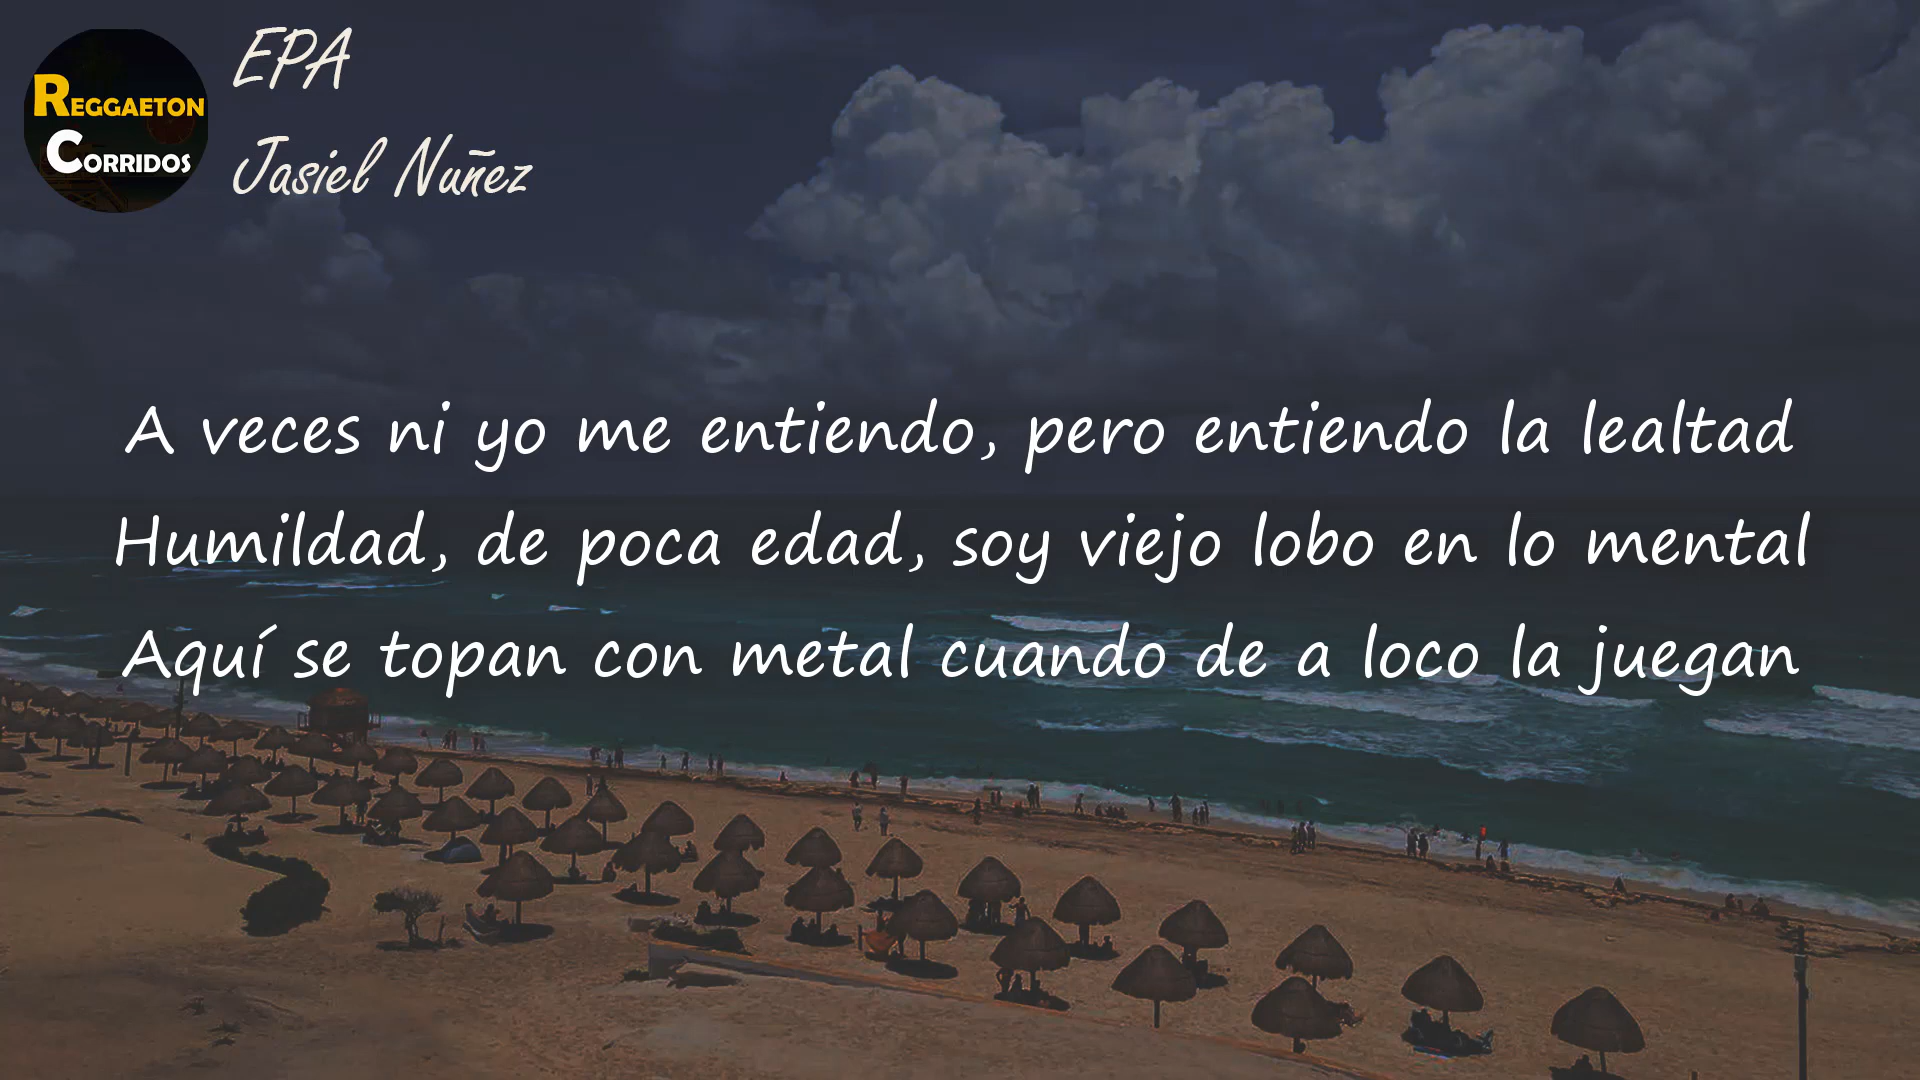 EPA
REGGAETON
CORRIDOS
Jasiel Nuñez
A veces ni yo me entiendo, pero entiendo la lealtad
Humildad, de poca edad, soy viejo lobo en lo mental
Aquí se topan con metal cuando de a loco la juegan